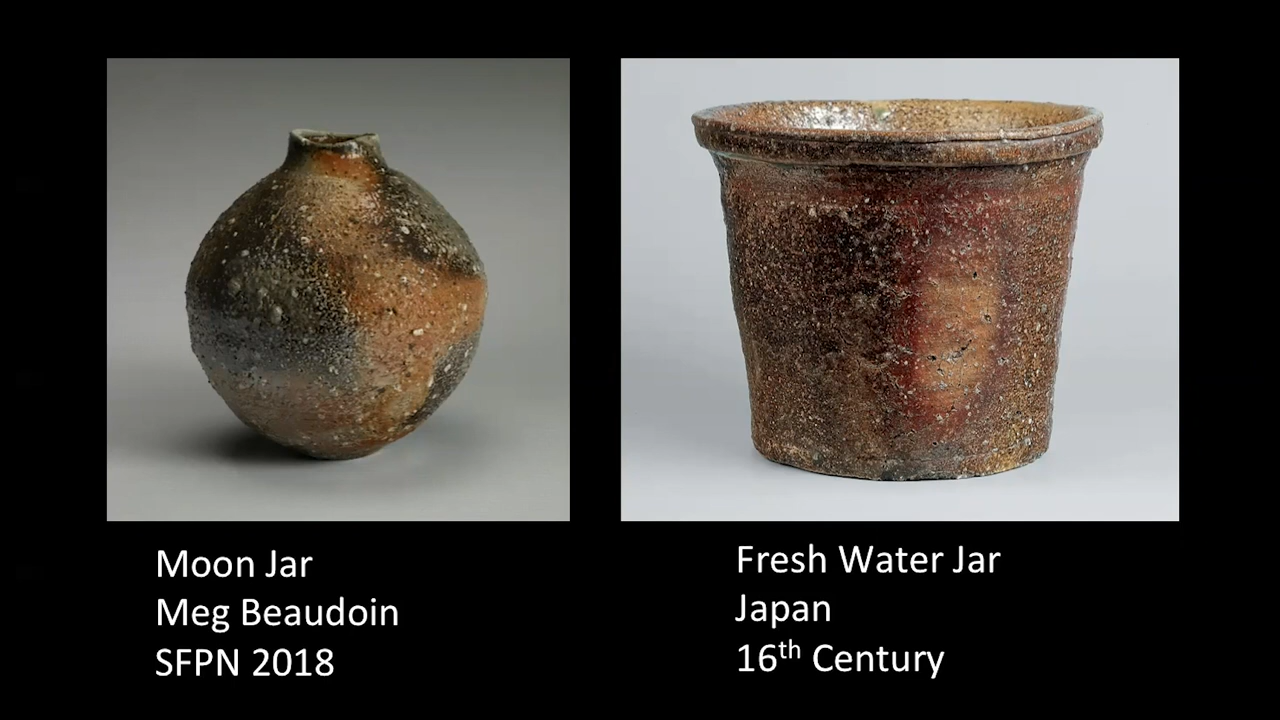 Moon Jar
Meg Beaudoin
SFPN 2018
Fresh Water Jar
Japan
16th Century